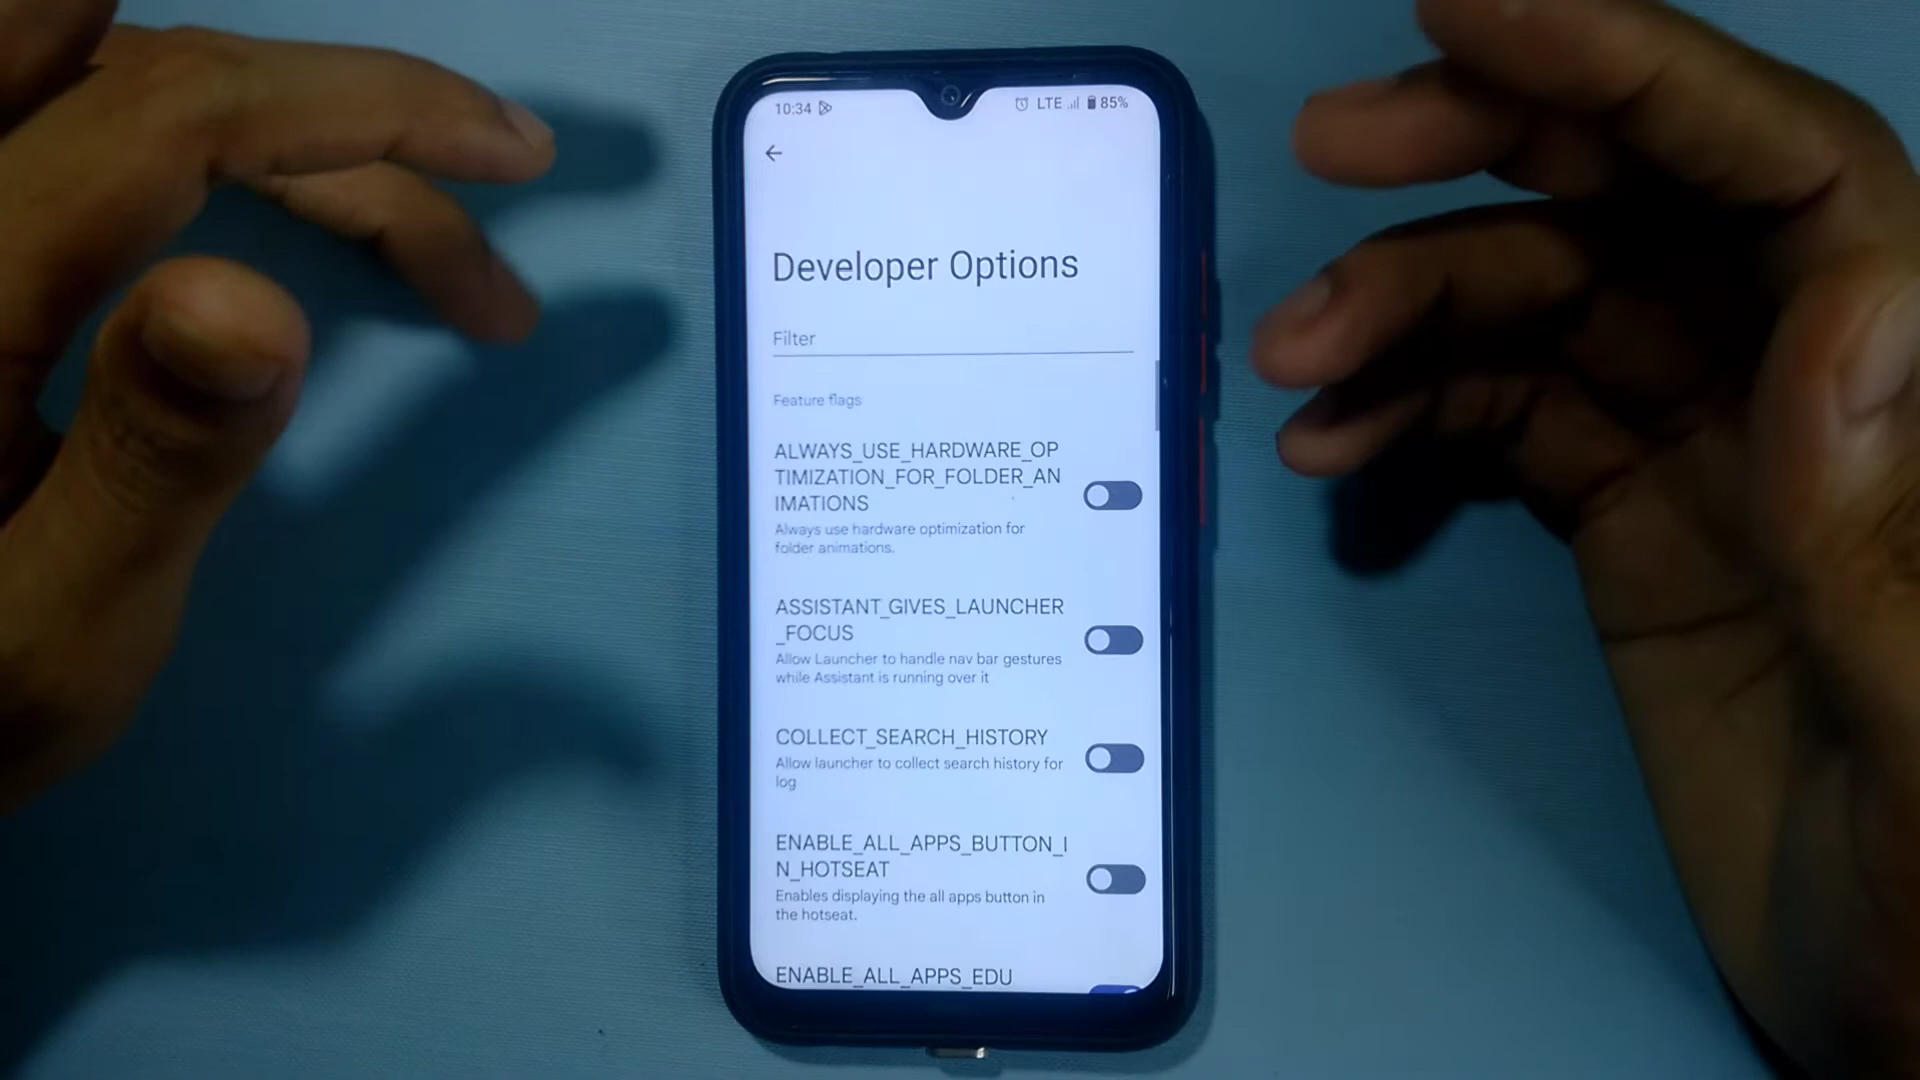 10:34
LTE 85%
Developer Options
Filter
Feature flags
ALWAYS_USE_HARDWARE_OP
TIMIZATION_FOR_FOLDER_AN
IMATIONS
Always use hardware optimization for
folder animations.
ASSISTANT_GIVES_LAUNCHER
_FOCUS
Allow Launcher to handle nav bar gestures
while Assistant is running over it
COLLECT_SEARCH_HISTORY
Allow launcher to collect search history for
log
ENABLE_ALL_APPS_BUTTON_I
N_HOTSEAT
Enables displaying the all apps button in
the hotseat.
ENABLE_ALL_APPS_EDU